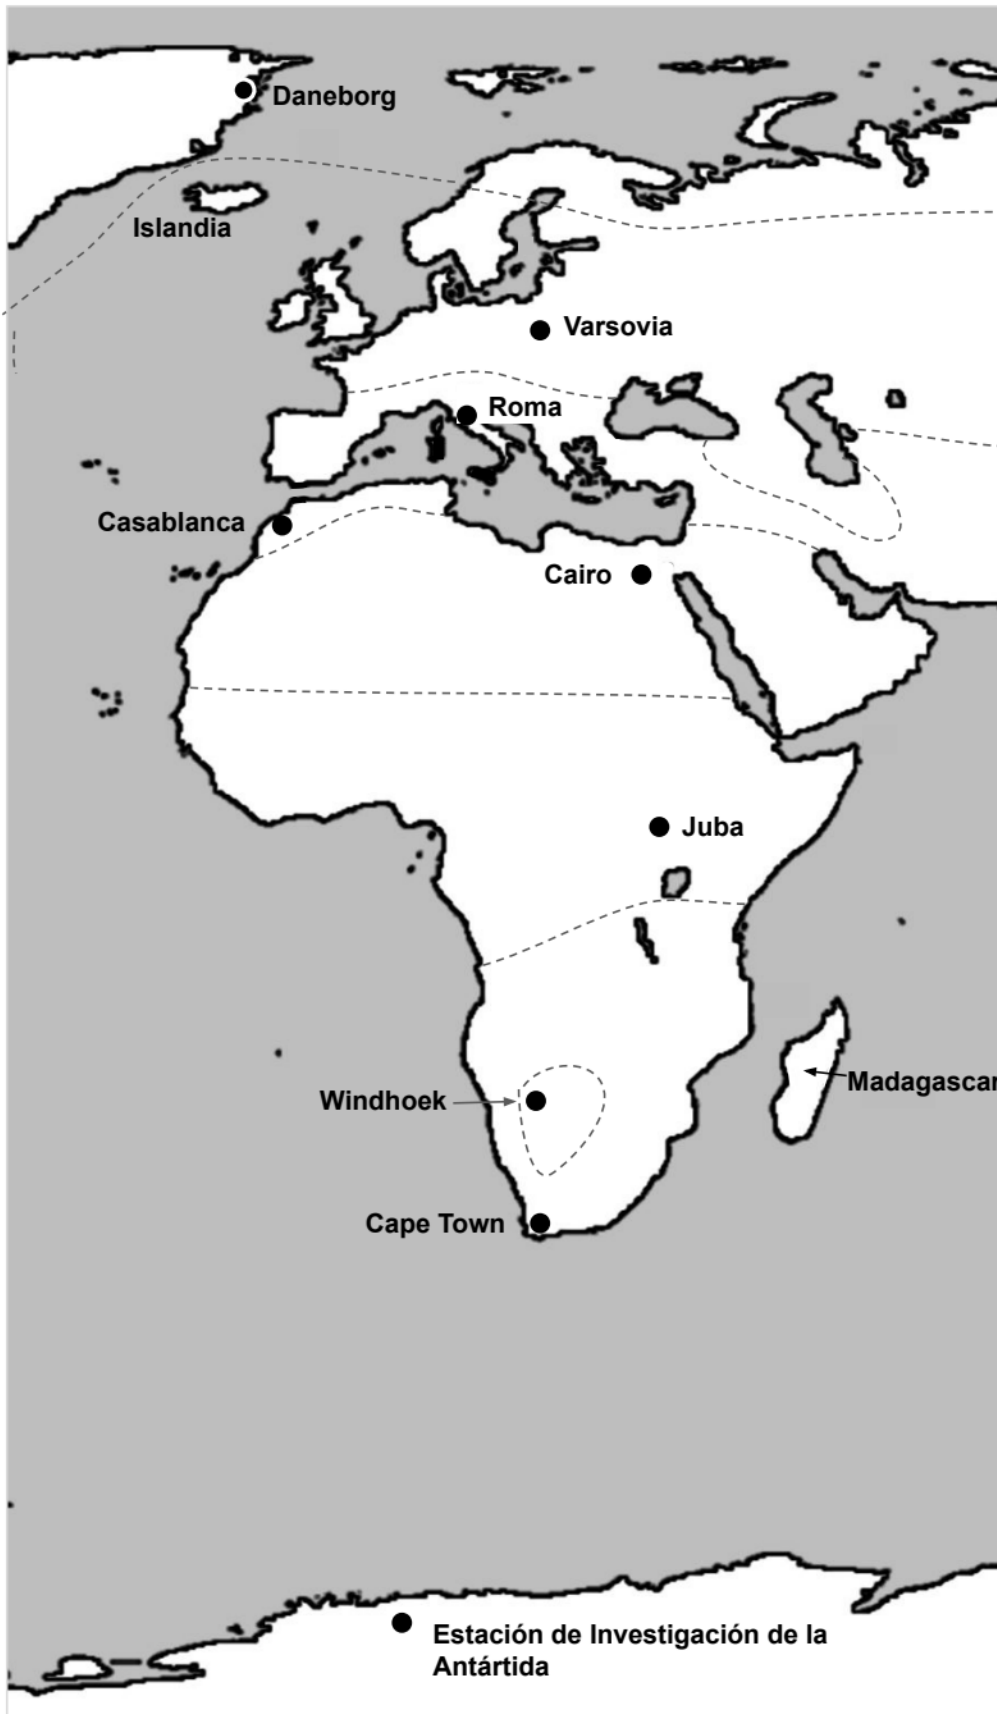 Daneborg
Islandia
Varsovia
Roma
Casablanca
Cairo
Juba
Windhoek
Madagascar
Cape Town
Estación de Investigación de la
Antártida